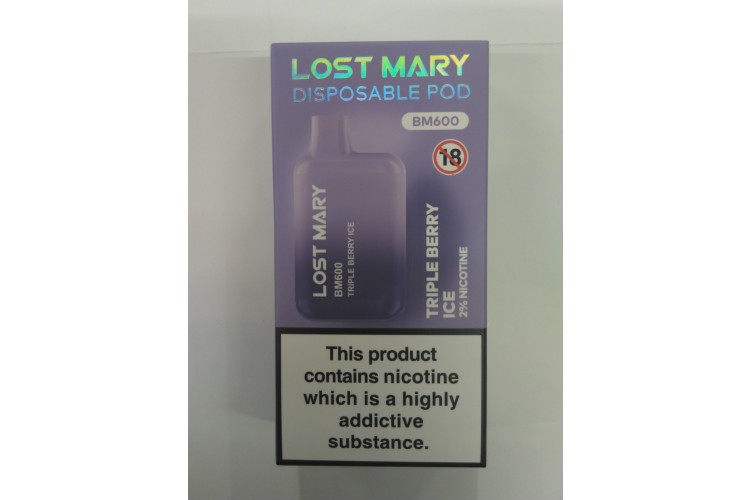 LOST MARY
DISPOSABLE POD
BM600
18
LOST MARY
BM600
TRIPLE BERRY ICE
TRIPLE BERRY
ICE
2% NICOTINE
This product
contains nicotine
which is a highly
addictive
substance.